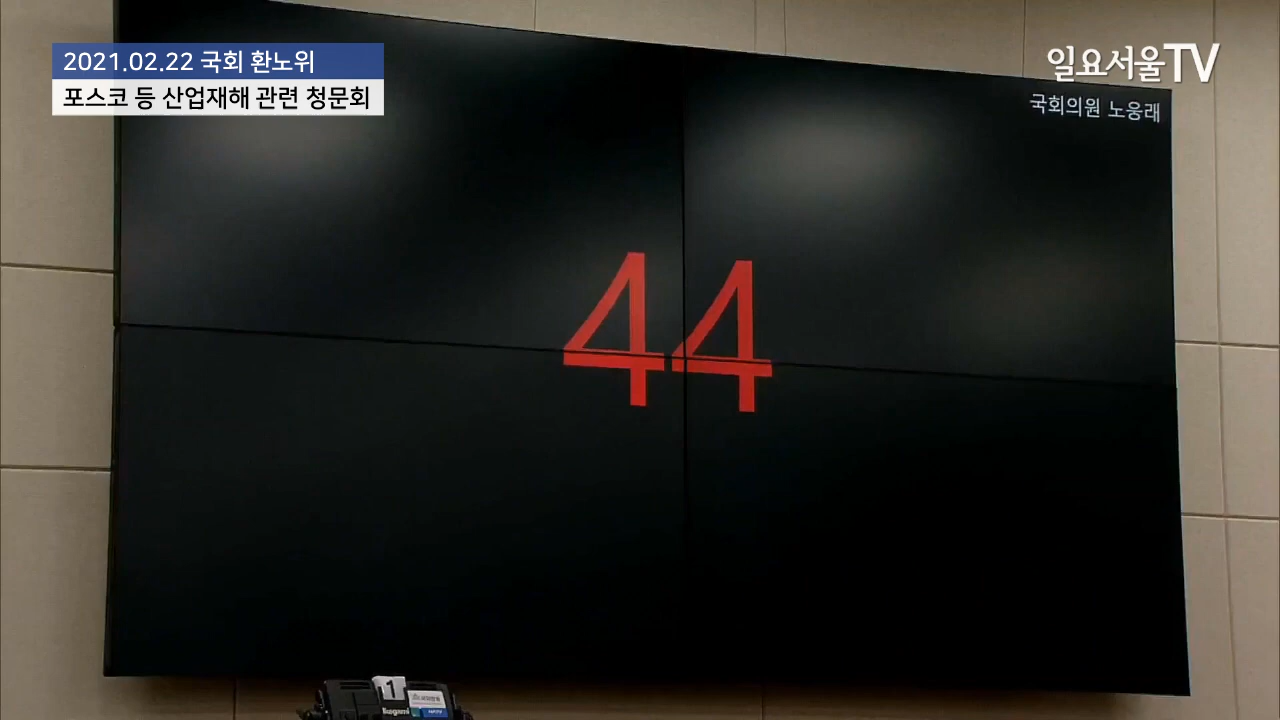 2021.02.22 국회 환노위
포스코 등 산업재해 관련 청문회
일요서울TV
국회의원 노웅래
44
1
Ikegami